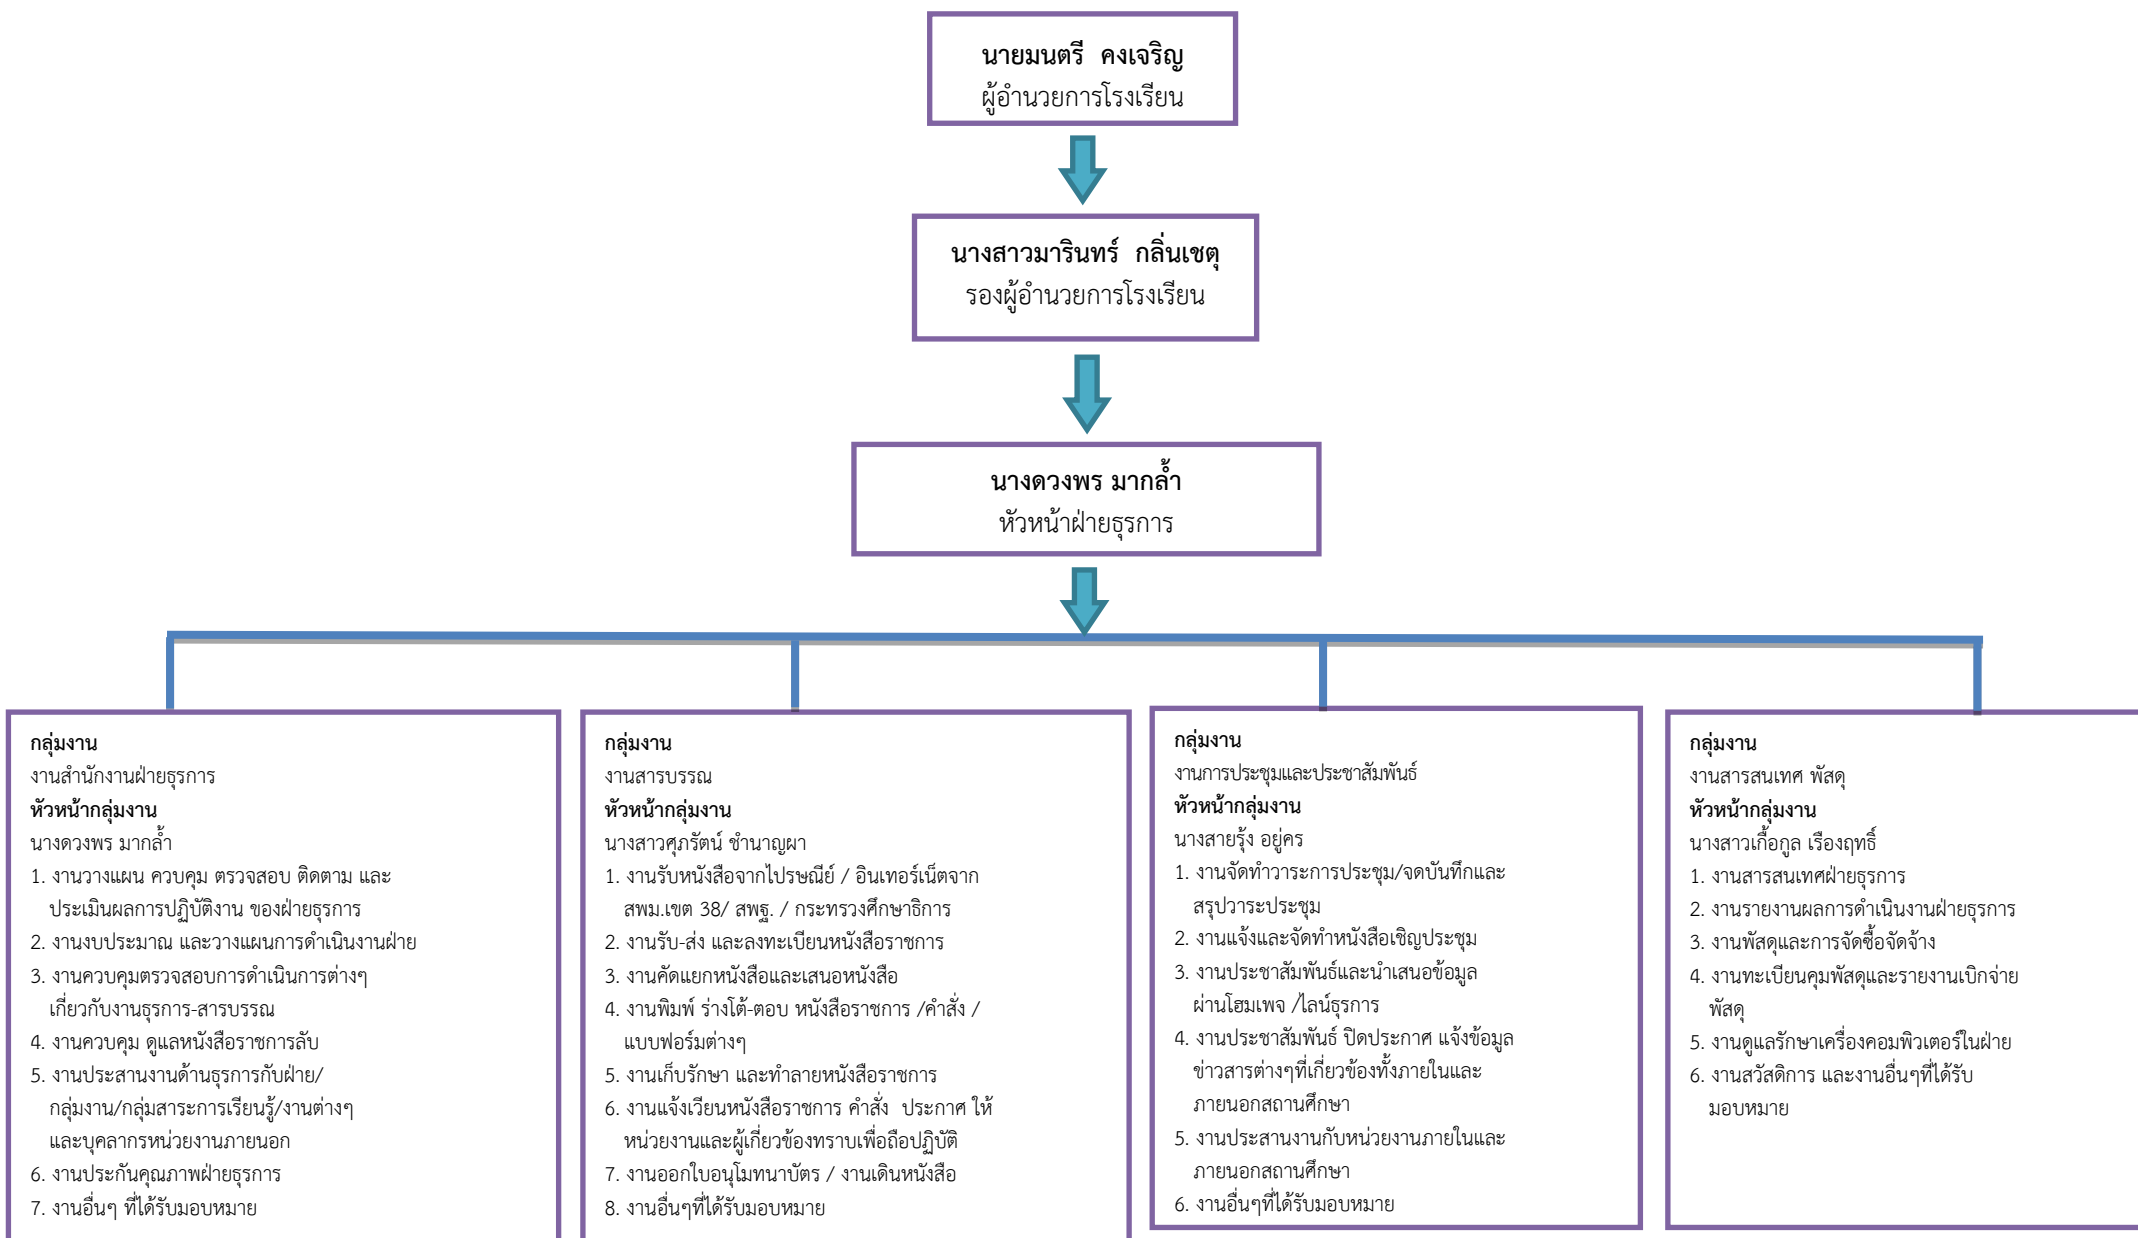 นายมนตรี  คงเจริญ
ผู้อำนวยการโรงเรียน
นางสาวมารินทร์  กลิ่นเชตุ
รองผู้อำนวยการโรงเรียน
นางดวงพร มากล้ำ
หัวหน้าฝ่ายธุรการ
กลุ่มงาน
งานสำนักงานฝ่ายธุรการ
หัวหน้ากลุ่มงาน
นางดวงพร มากล้ำ
1. งานวางแผน ควบคุม ตรวจสอบ ติดตาม และ
ประเมินผลการปฏิบัติงาน ของฝ่ายธุรการ
2. งานงบประมาณ และวางแผนการดำเนินงานฝ่าย
3. งานควบคุมตรวจสอบการดำเนินการต่างๆ
เกี่ยวกับงานธุรการ-สารบรรณ
4. งานควบคุม ดูแลหนังสือราชการลับ
5. งานประสานงานด้านธุรการกับฝ่าย/
กลุ่มงาน/กลุ่มสาระการเรียนรู้/งานต่างๆ
และบุคลากรหน่วยงานภายนอก
6. งานประกันคุณภาพฝ่ายธุรการ
7. งานอื่นๆ ที่ได้รับมอบหมาย
กลุ่มงาน
งานสารบรรณ
หัวหน้ากลุ่มงาน
นางสาวศุภรัตน์ ชำนาญผา
1. งานรับหนังสือจากไปรษณีย์ / อินเทอร์เน็ตจาก
สพม.เขต 38/ สพฐ. / กระทรวงศึกษาธิการ
2. งานรับ-ส่ง และลงทะเบียนหนังสือราชการ
3. งานคัดแยกหนังสือและเสนอหนังสือ
4. งานพิมพ์ ร่างโต้-ตอบ หนังสือราชการ /คำสั่ง /
แบบฟอร์มต่างๆ
5. งานเก็บรักษา และทำลายหนังสือราชการ
6. งานแจ้งเวียนหนังสือราชการ คำสั่ง  ประกาศ ให้
หน่วยงานและผู้เกี่ยวข้องทราบเพื่อถือปฏิบัติ
7. งานออกใบอนุโมทนาบัตร / งานเดินหนังสือ
8. งานอื่นๆที่ได้รับมอบหมาย
กลุ่มงาน
งานการประชุมและประชาสัมพันธ์
หัวหน้ากลุ่มงาน
นางสายรุ้ง อยู่คร
1. งานจัดทำวาระการประชุม/จดบันทึกและ
สรุปวาระประชุม
2. งานแจ้งและจัดทำหนังสือเชิญประชุม
3. งานประชาสัมพันธ์และนำเสนอข้อมูล
ผ่านโฮมเพจ /ไลน์ธุรการ
4. งานประชาสัมพันธ์ ปิดประกาศ แจ้งข้อมูล
ข่าวสารต่างๆที่เกี่ยวข้องทั้งภายในและ
ภายนอกสถานศึกษา
5. งานประสานงานกับหน่วยงานภายในและ
ภายนอกสถานศึกษา
6. งานอื่นๆที่ได้รับมอบหมาย
กลุ่มงาน
งานสารสนเทศ พัสดุ
หัวหน้ากลุ่มงาน
นางสาวเกื้อกูล เรืองฤทธิ์
1. งานสารสนเทศฝ่ายธุรการ
2. งานรายงานผลการดำเนินงานฝ่ายธุรการ
3. งานพัสดุและการจัดซื้อจัดจ้าง
4. งานทะเบียนคุมพัสดุและรายงานเบิกจ่าย
พัสดุ
5. งานดูแลรักษาเครื่องคอมพิวเตอร์ในฝ่าย
6. งานสวัสดิการ และงานอื่นๆที่ได้รับ
มอบหมาย